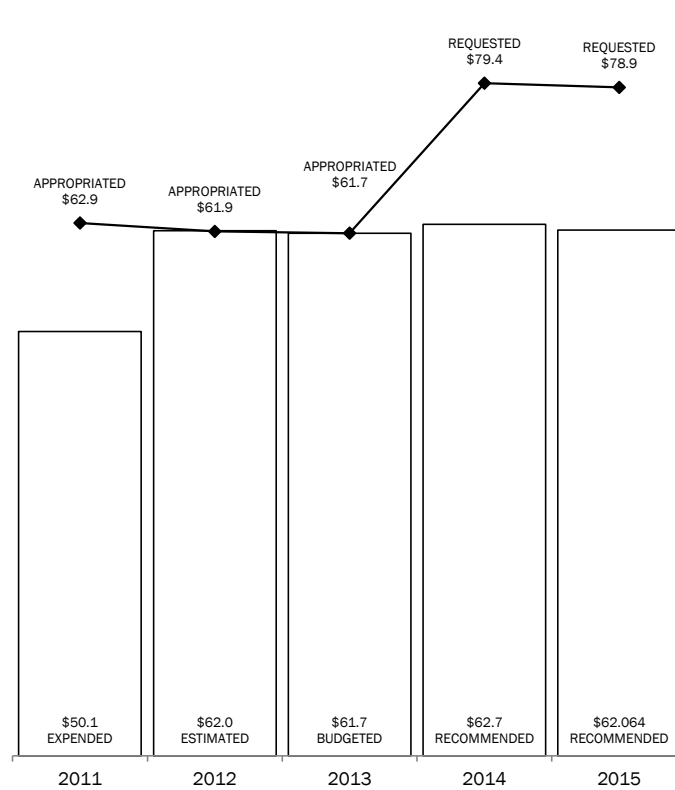 REQUESTED
$79.4
REQUESTED
$78.9
APPROPRIATED
$62.9
APPROPRIATED
$61.9
APPROPRIATED
$61.7
$50.1
EXPENDED
$62.0
ESTIMATED
$61.7
BUDGETED
$62.7
RECOMMENDED
$62.064
RECOMMENDED
2011
2012
2013
2014
2015